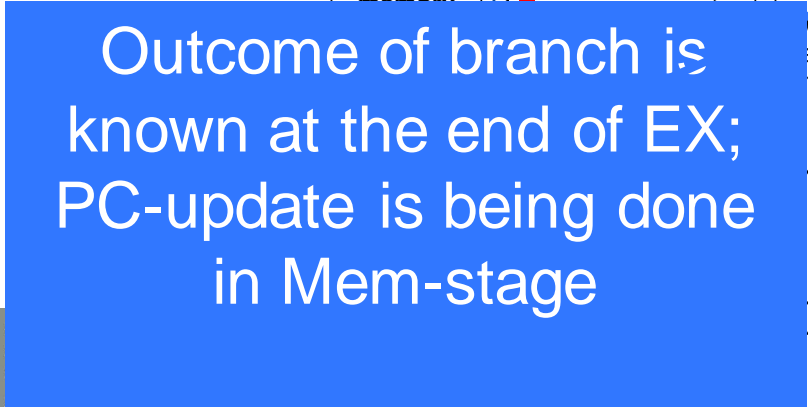 Outcome of branch is
known at the end of EX;
PC-update is being done
in Mem-stage